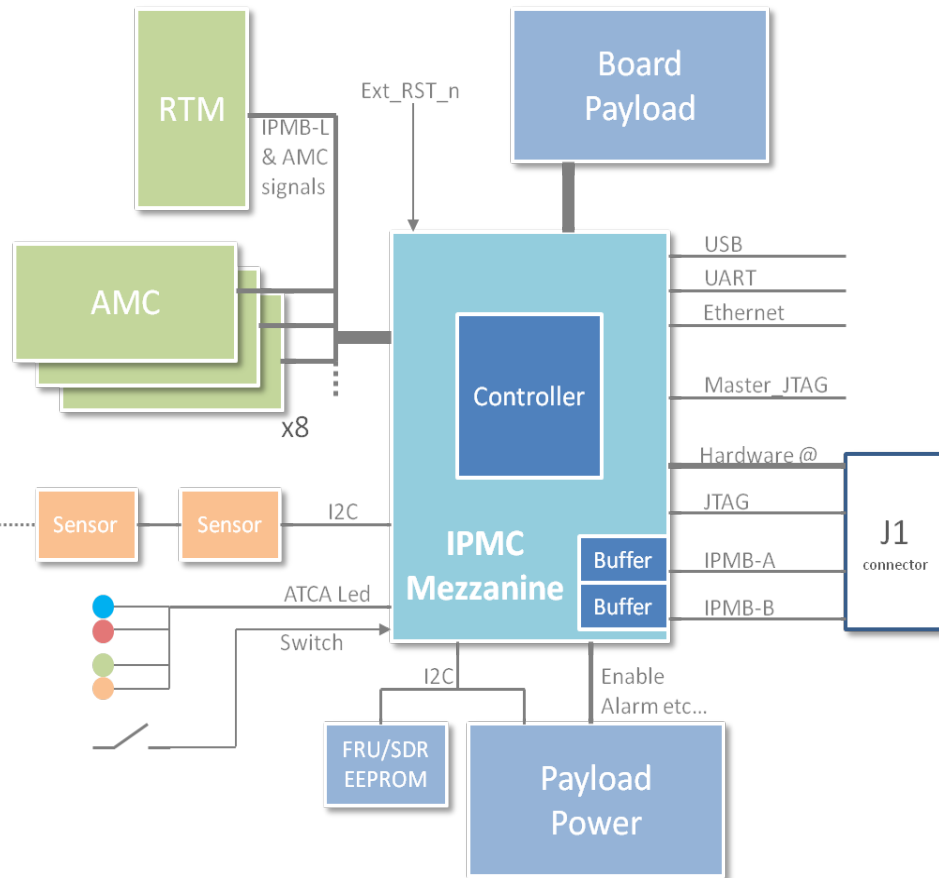 RTM
Ext_RST_n
Board
Payload
IPMB-L
& AMC
signals
AMC
x8
USB
UART
Ethernet
Controller
Master_JTAG
Hardware @
JTAG
IPMB-A
IPMB-B
J1
connector
Sensor
Sensor
I2C
IPMC
Mezzanine
Buffer
Buffer
ATCA Led
Switch
I2C
Enable
Alarm etc...
FRU/SDR
EEPROM
Payload
Power